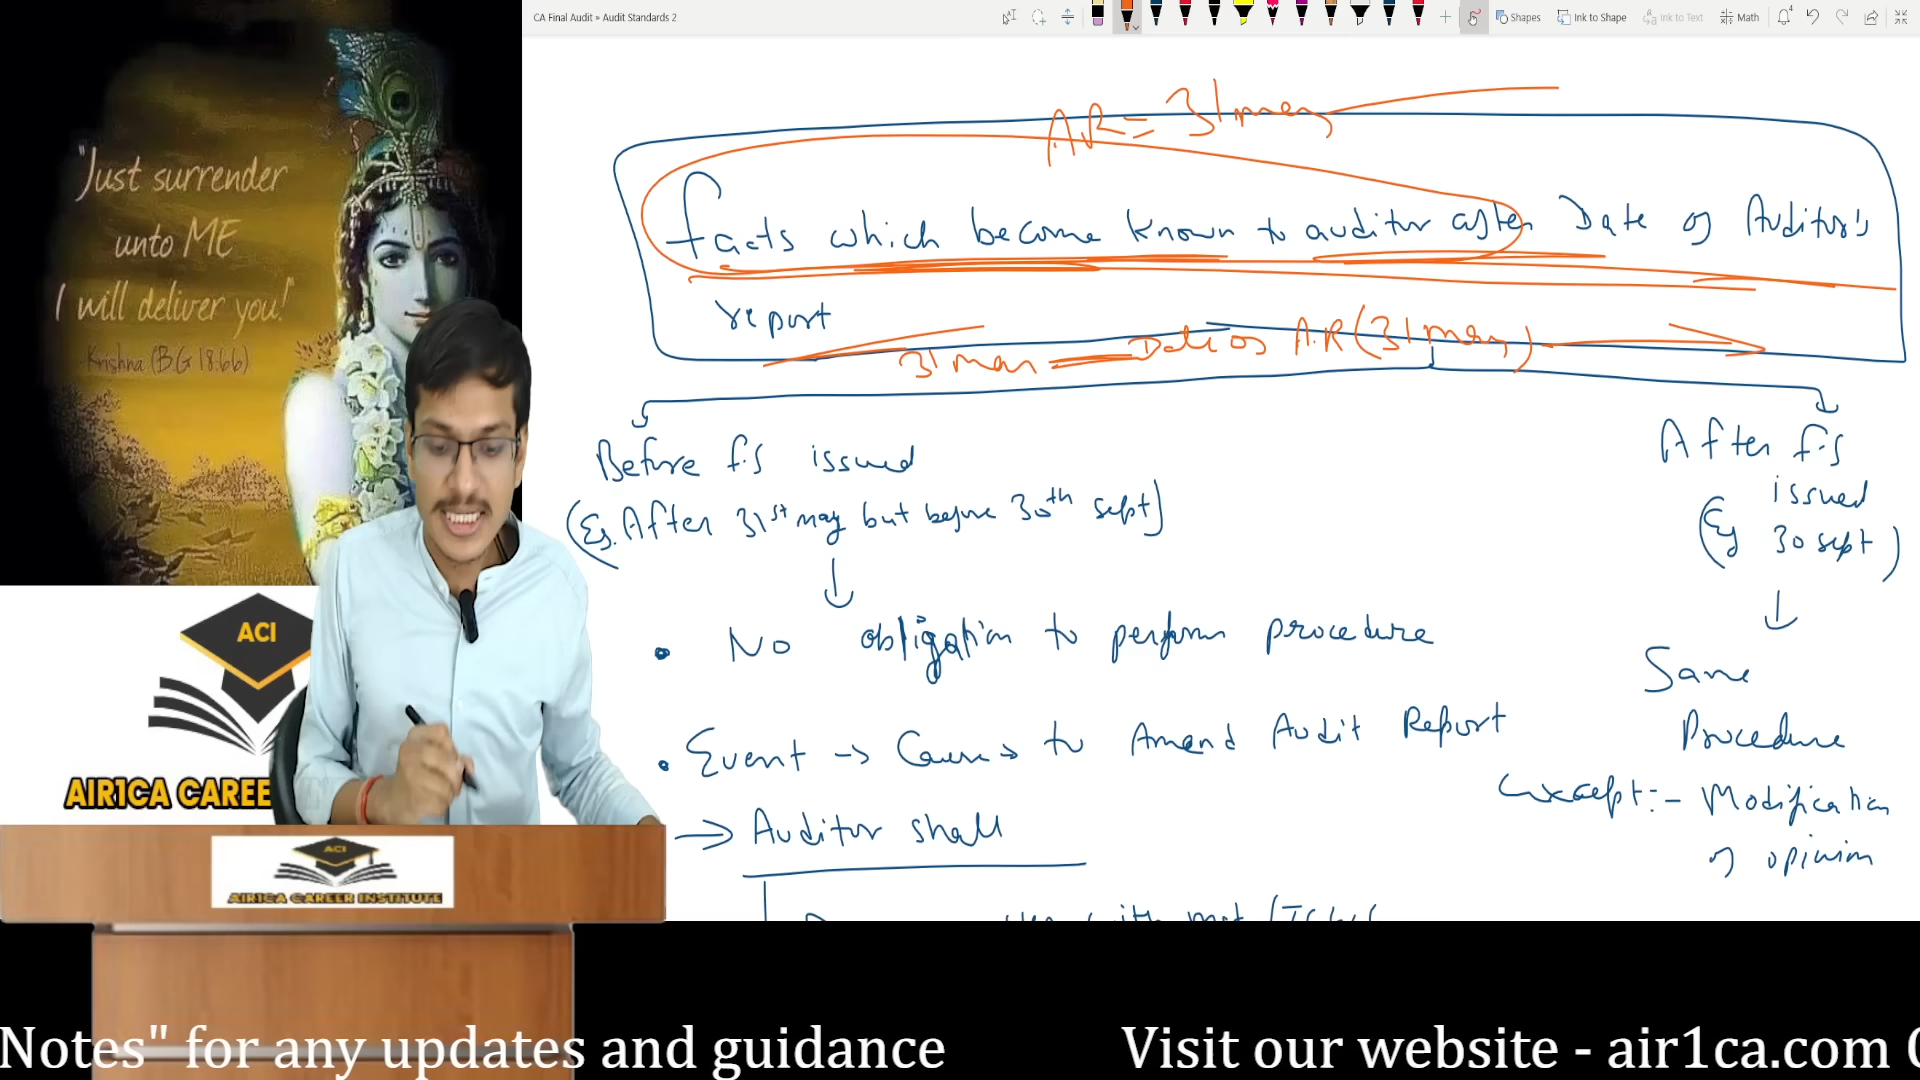 CA Final Audit » Audit Standards 2
Shapes
Ink to Shape
Ink to Text
Math
"Just surrender
unto ME
I will deliver you!"
- Krishna (B.G 18:66)
A.R = 31 may
facts which become known to auditor after Date of Auditor's
report
31 mar Date of A.R (31 may)
Before f.s issued
(Eg. After 31st may but before 30th sept)
• No obligation to perform procedure
• Event → Causes to Amend Audit Report
→ Auditor shall
After f.s
issued
(Eg 30 sept)
Same
Procedure
Except:- Modification
of opinion
ACI
AIR1CA CAREE
ACI
AIR1CA CAREER INSTITUTE
Notes" for any updates and guidance Visit our website - air1ca.com